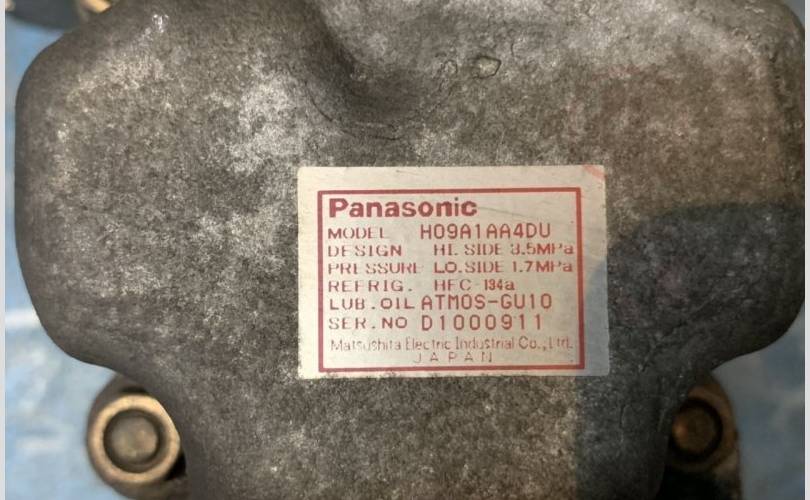 Panasonic
MODEL H09A1AA4DU
DESIGN HI. SIDE 3.5MPa
PRESSURE LO. SIDE 1.7MPa
REFRIG. HFC-134a
LUB. OIL ATMOS-GU10
SER. NO D1000911
Matsushita Electric Industrial Co., Ltd.
JAPAN